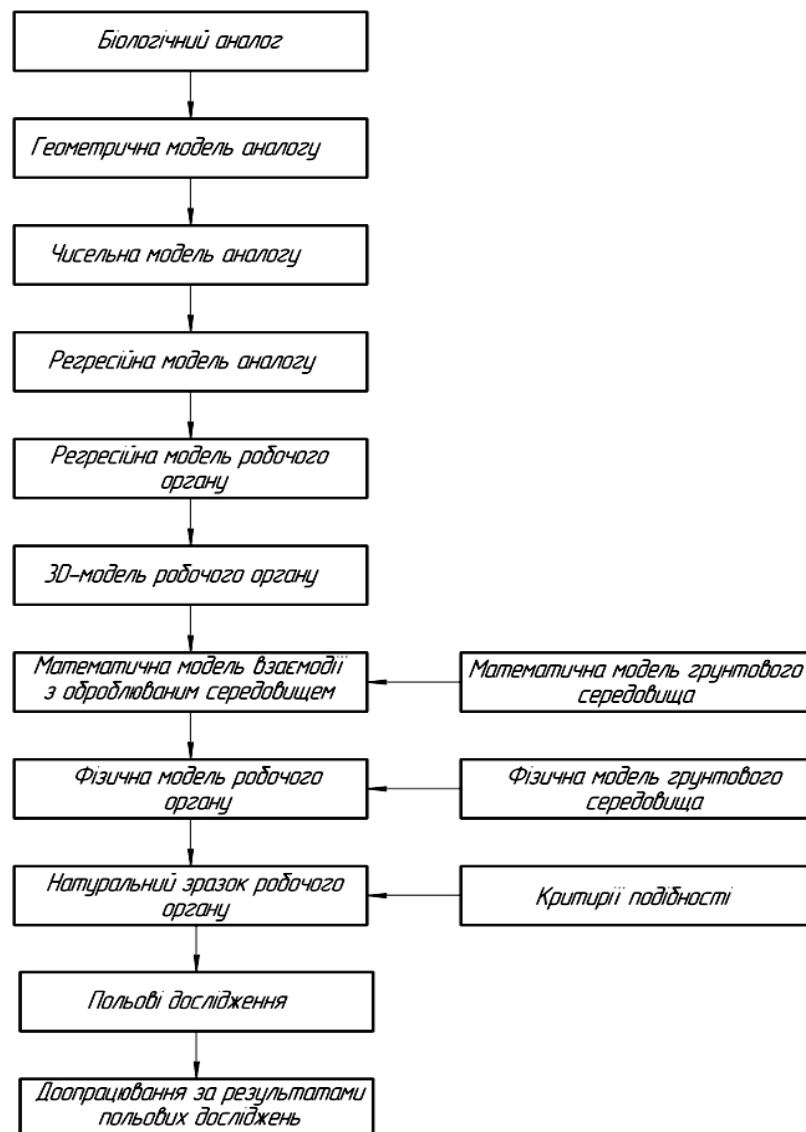 Біологічний аналог
Геометрична модель аналогу
Чисельна модель аналогу
Регресійна модель аналогу
Регресійна модель робочого
органу
3D-модель робочого органу
Математична модель взаємодії
з оброблюваним середовищем
Математична модель грунтового
середовища
Фізична модель робочого
органу
Фізична модель грунтового
середовища
Натуральний зразок робочого
органу
Критирії подібності
Польові дослідження
Доопрацювання за результатами
польових досліджень